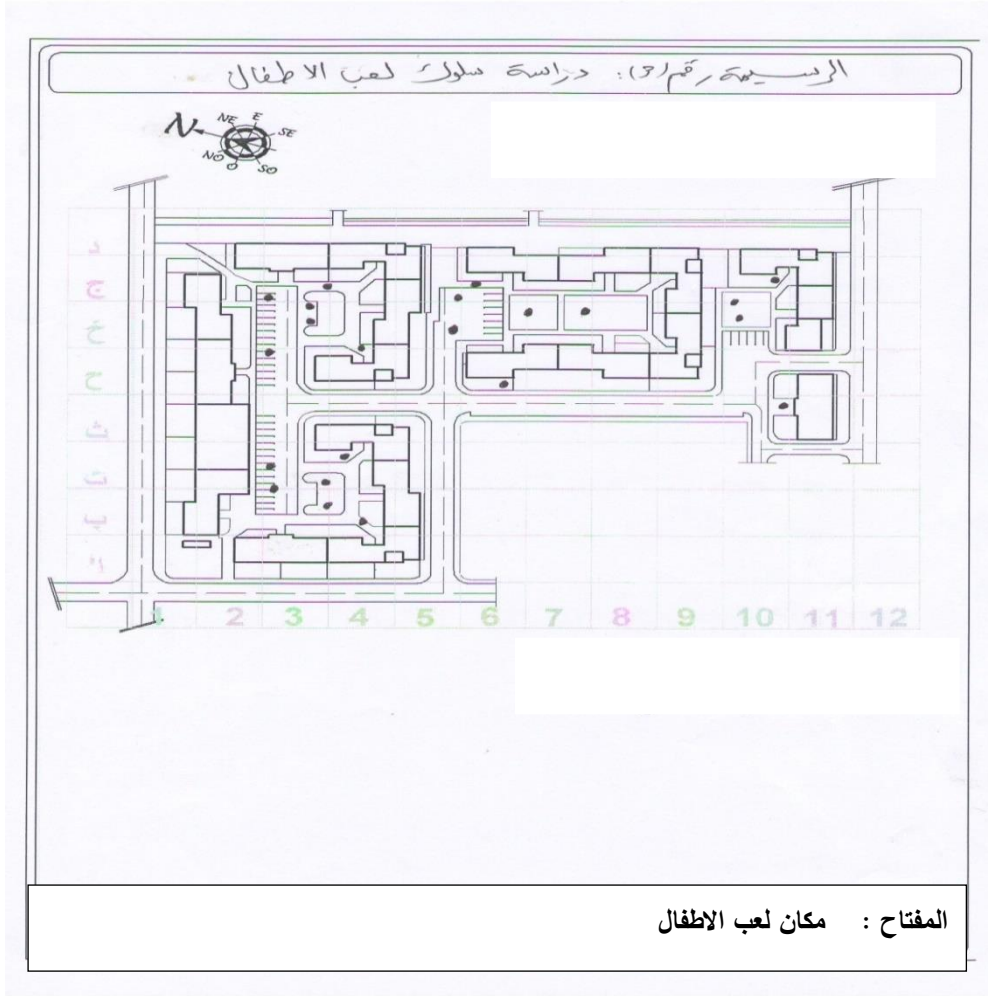 الرسيمة رقم (3): دراسة سلوك لعب الاطفال
NE E
N SE
NO O SO
د
ج
خ
ح
1 2 3 4 5 6 7 8 9 10 11 12
المفتاح : مكان لعب الاطفال